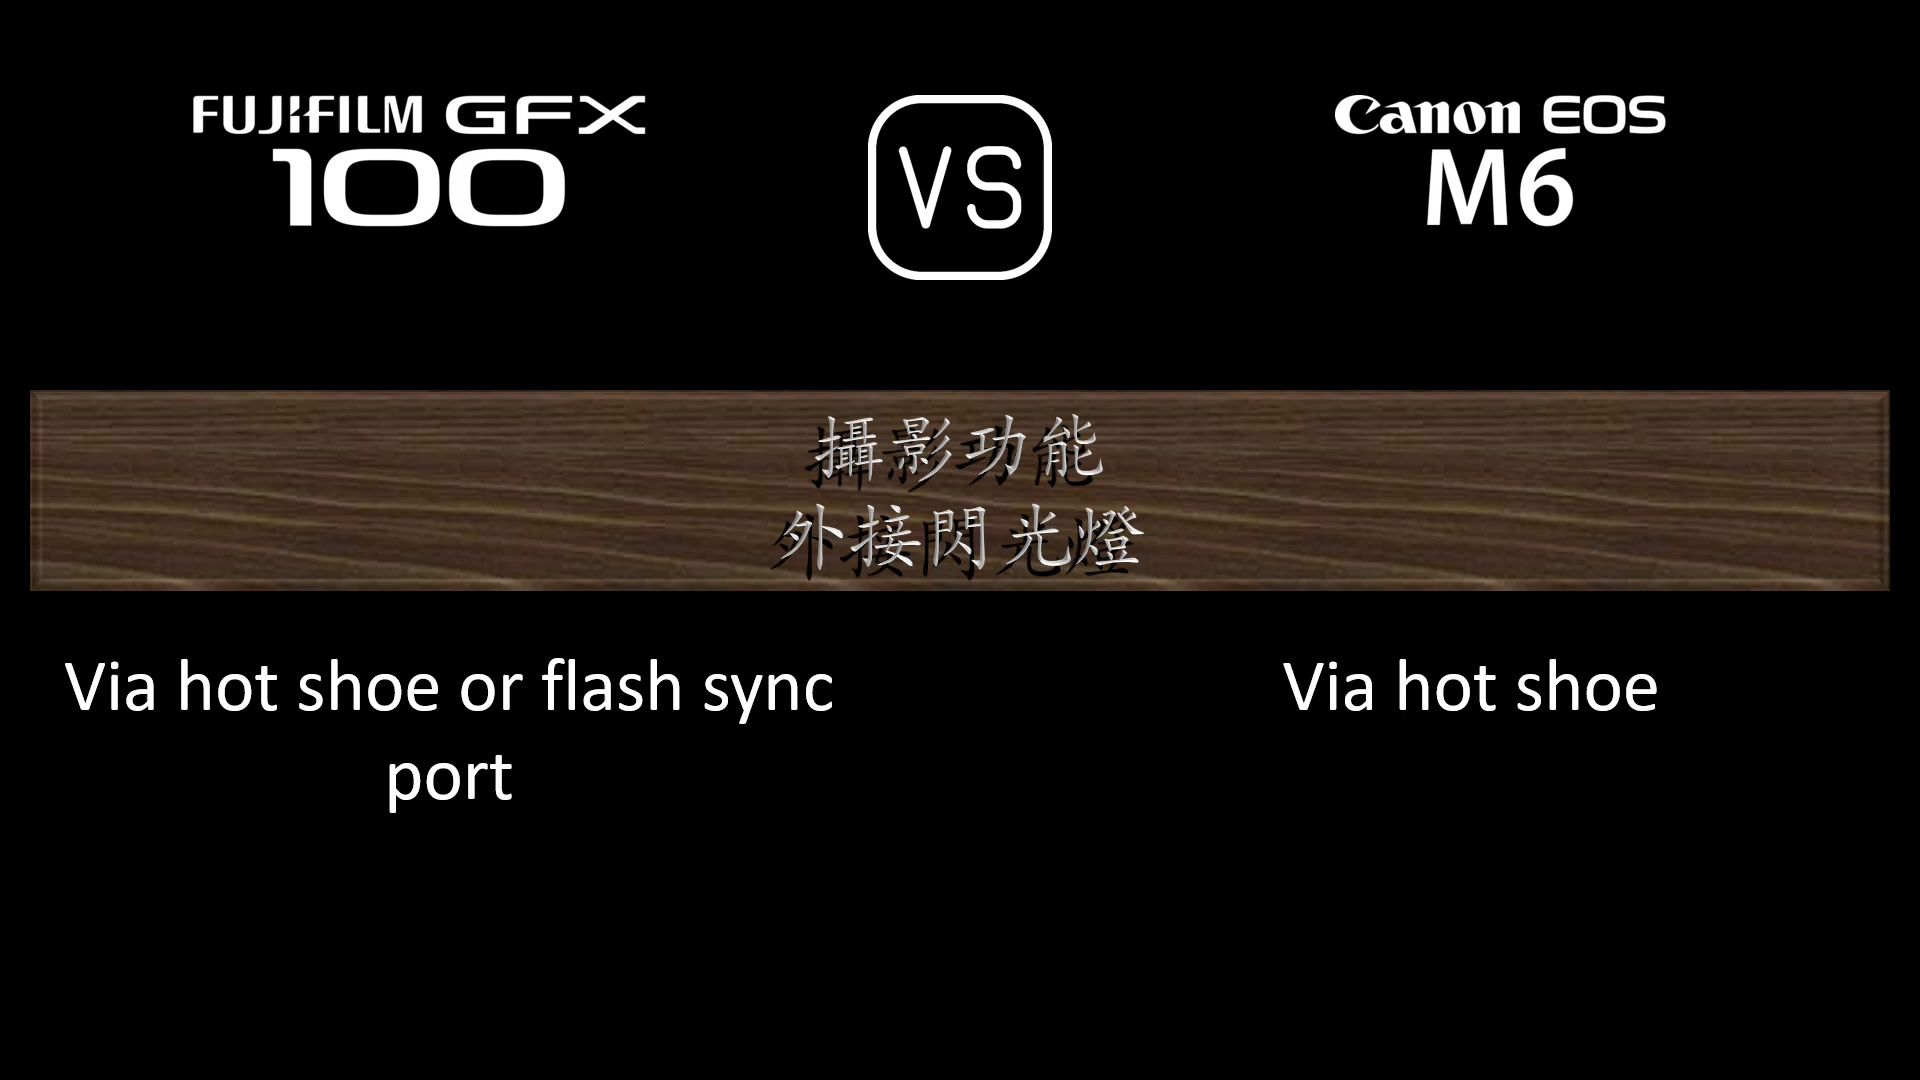 FUJIFILM GFX
100
VS
Canon EOS
M6
攝影功能
外接閃光燈
Via hot shoe or flash sync
port
Via hot shoe